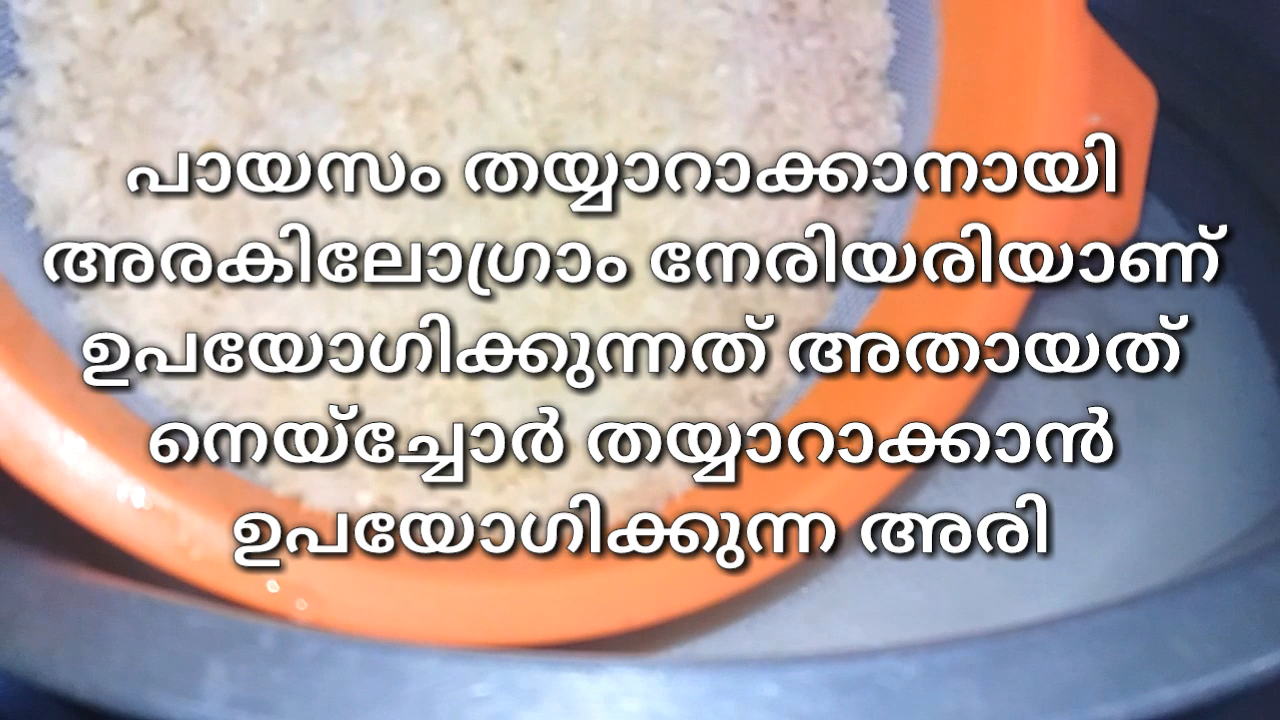 പായസം തയ്യാറാക്കാനായി
അരകിലോഗ്രാം നേരിയരിയാണ്
ഉപയോഗിക്കുന്നത് അതായത്
നെയ്ച്ചോർ തയ്യാറാക്കാൻ
ഉപയോഗിക്കുന്ന അരി